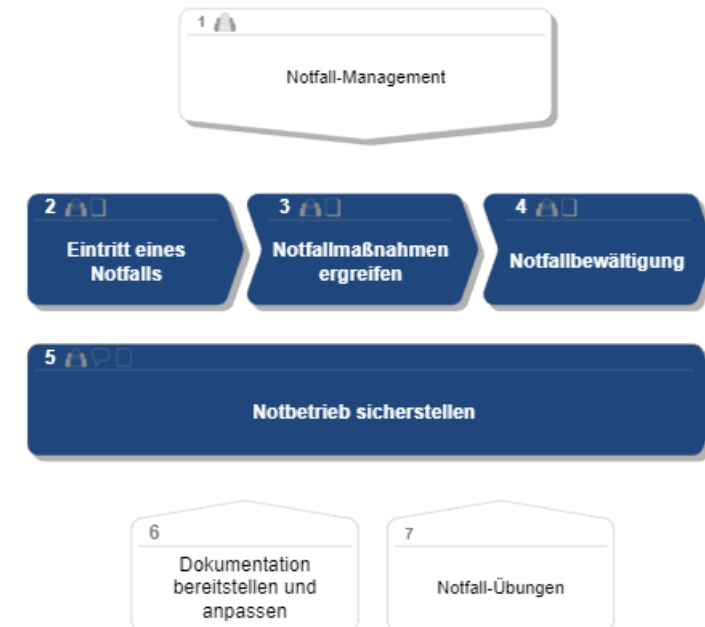 1
Notfall-Management
2
Eintritt eines
Notfalls
3
Notfallmaßnahmen
ergreifen
4
Notfallbewältigung
5
Notbetrieb sicherstellen
6
Dokumentation
bereitstellen und
anpassen
7
Notfall-Übungen